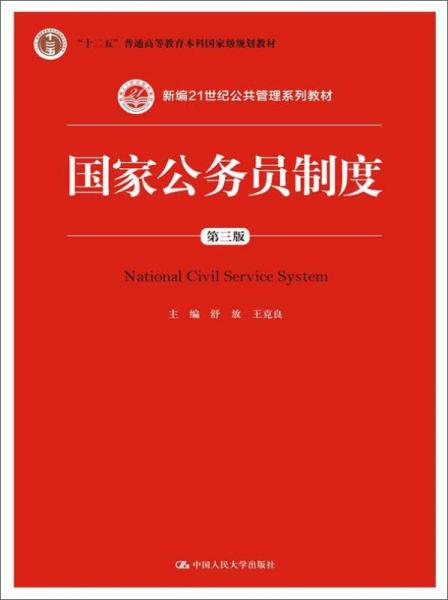 “十二五”普通高等教育本科国家级规划教材
新编21世纪公共管理系列教材
国家公务员制度
第三版
National Civil Service System
主编 舒放 王克良
中国人民大学出版社